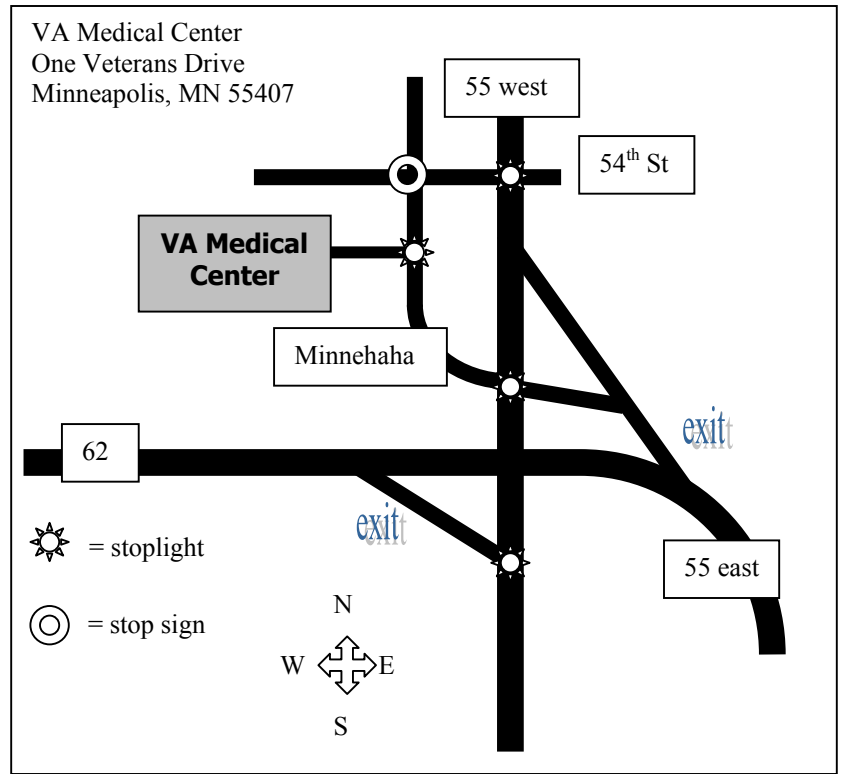 VA Medical Center
One Veterans Drive
Minneapolis, MN 55407
55 west
54th St
VA Medical
Center
Minnehaha
exit
62
exit
= stoplight
55 east
= stop sign
N
W E
S